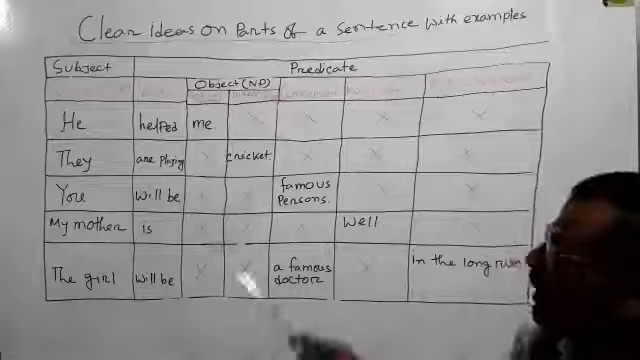 Clear ideas on Parts of a Sentence with examples
Subject Predicate
Object (NP)
He helped me. x x x x
They are playing x cricket. x x x
You will be x x famous Persons. x x
My mother is x x x Well. x
The girl will be x x a famous doctor x in the long run